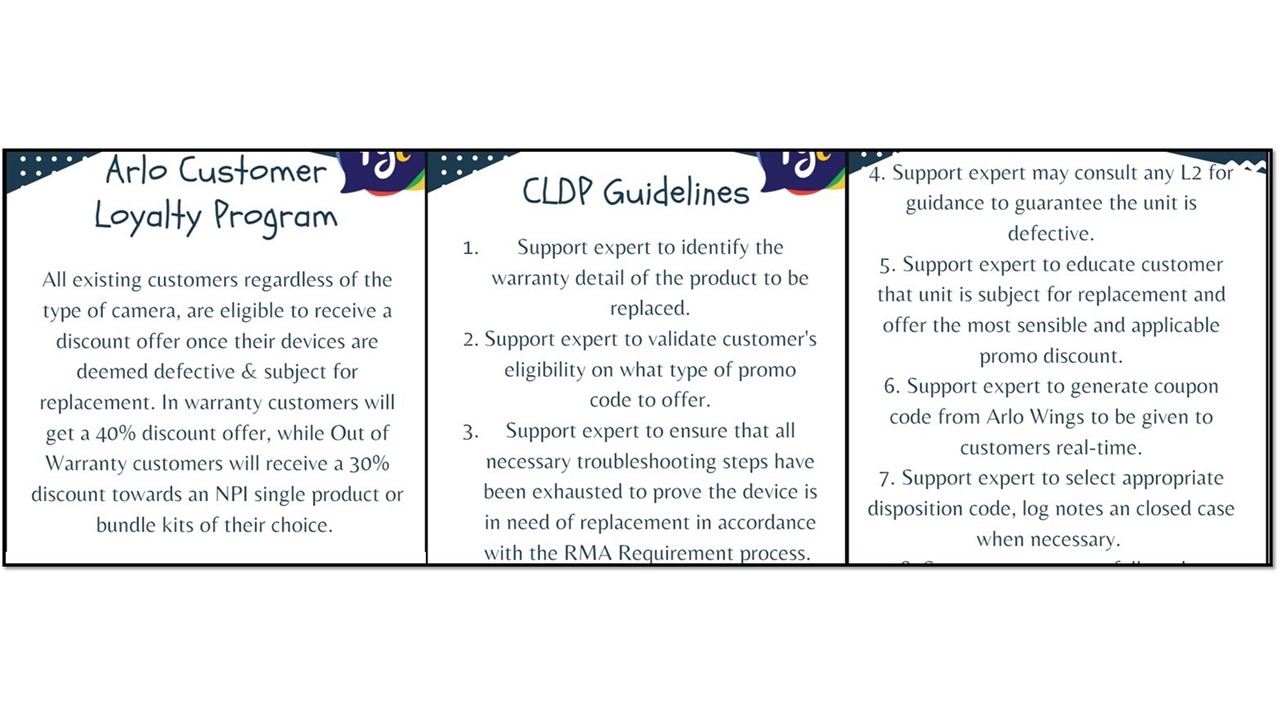 Arlo Customer
Loyalty Program
All existing customers regardless of the
type of camera, are eligible to receive a
discount offer once their devices are
deemed defective & subject for
replacement. In warranty customers will
get a 40% discount offer, while Out of
Warranty customers will receive a 30%
discount towards an NPI single product or
bundle kits of their choice.
CLDP Guidelines
1. Support expert to identify the
warranty detail of the product to be
replaced.
2. Support expert to validate customer's
eligibility on what type of promo
code to offer.
3. Support expert to ensure that all
necessary troubleshooting steps have
been exhausted to prove the device is
in need of replacement in accordance
with the RMA Requirement process.
4. Support expert may consult any L2 for
guidance to guarantee the unit is
defective.
5. Support expert to educate customer
that unit is subject for replacement and
offer the most sensible and applicable
promo discount.
6. Support expert to generate coupon
code from Arlo Wings to be given to
customers real-time.
7. Support expert to select appropriate
disposition code, log notes an closed case
when necessary.